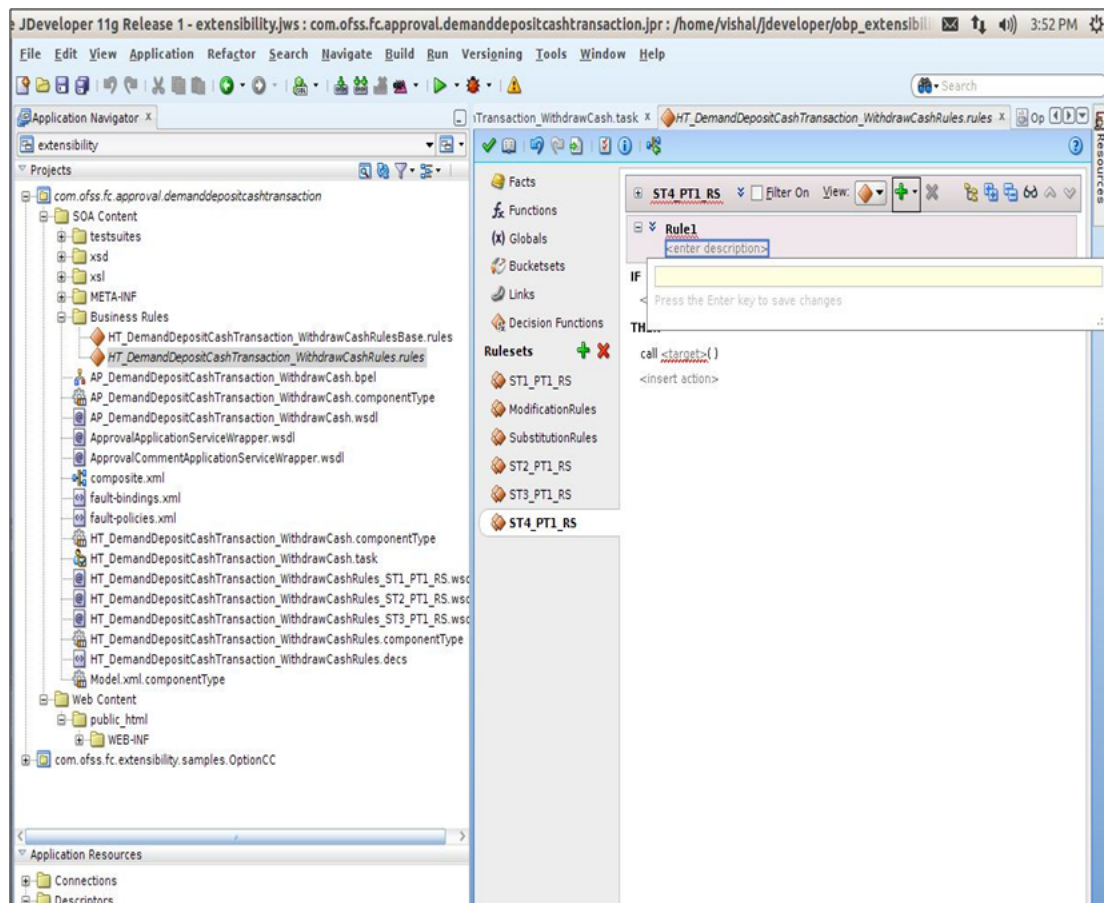 e JDeveloper 11g Release 1 - extensibility.jws : com.ofss.fc.approval.demanddepositcashtransaction.jpr : /home/vishal/jdeveloper/obp_extensibili 3:52 PM
File Edit View Application Refactor Search Navigate Build Run Versioning Tools Window Help
Search
Application Navigator x
Transaction_WithdrawCash.task x HT_DemandDepositCashTransaction_WithdrawCashRules.rules x Op
Resources
extensibility
Projects
com.ofss.fc.approval.demanddepositcashtransaction
SOA Content
testsuites
xsd
xsl
META-INF
Business Rules
HT_DemandDepositCashTransaction_WithdrawCashRulesBase.rules
HT_DemandDepositCashTransaction_WithdrawCashRules.rules
AP_DemandDepositCashTransaction_WithdrawCash.bpel
AP_DemandDepositCashTransaction_WithdrawCash.componentType
AP_DemandDepositCashTransaction_WithdrawCash.wsdl
ApprovalApplicationServiceWrapper.wsdl
ApprovalCommentApplicationServiceWrapper.wsdl
composite.xml
fault-bindings.xml
fault-policies.xml
HT_DemandDepositCashTransaction_WithdrawCash.componentType
HT_DemandDepositCashTransaction_WithdrawCash.task
HT_DemandDepositCashTransaction_WithdrawCashRules_ST1_PT1_RS.wsd
HT_DemandDepositCashTransaction_WithdrawCashRules_ST2_PT1_RS.wsd
HT_DemandDepositCashTransaction_WithdrawCashRules_ST3_PT1_RS.wsd
HT_DemandDepositCashTransaction_WithdrawCashRules.componentType
HT_DemandDepositCashTransaction_WithdrawCashRules.decs
Model.xml.componentType
Web Content
public_html
WEB-INF
com.ofss.fc.extensibility.samples.OptionCC
Application Resources
Connections
Descriptors
Facts
Functions
(x) Globals
Bucketsets
Links
Decision Functions
Rulesets
ST1_PT1_RS
ModificationRules
SubstitutionRules
ST2_PT1_RS
ST3_PT1_RS
ST4_PT1_RS
ST4_PT1_RS Filter On View:
Rule1
<enter description>
IF
Press the Enter key to save changes
THEN
call <target>( )
<insert action>